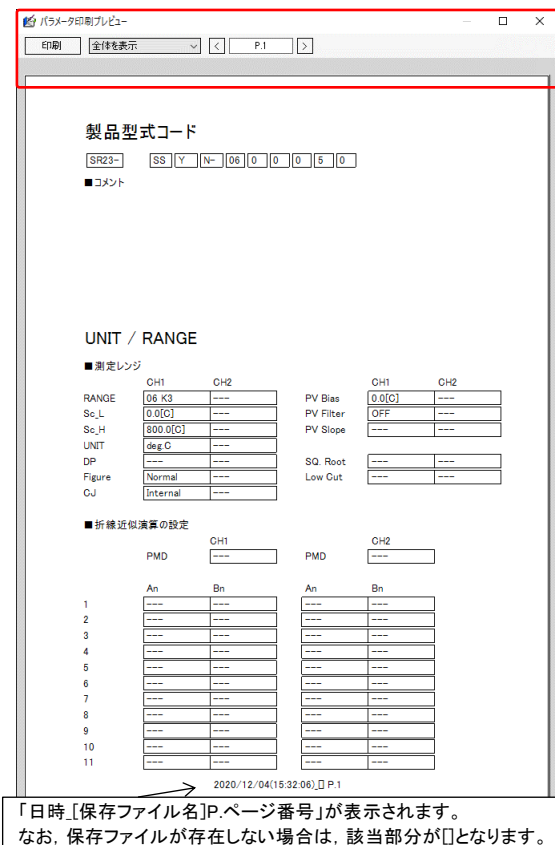 パラメータ印刷プレビュー
印刷 全体を表示 < P.1 >
製品型式コード
SR23- SS Y N- 06 0 0 0 5 0
■コメント
UNIT / RANGE
■測定レンジ
CH1 CH2 CH1 CH2
RANGE 06 K3 --- PV Bias 0.0[C] ---
Sc_L 0.0[C] --- PV Filter OFF ---
Sc_H 800.0[C] --- PV Slope --- ---
UNIT deg.C ---
DP --- --- SQ. Root --- ---
Figure Normal --- Low Cut --- ---
CJ Internal ---
■折線近似演算の設定
CH1 CH2
PMD --- PMD ---
An Bn An Bn
1 --- --- --- ---
2 --- --- --- ---
3 --- --- --- ---
4 --- --- --- ---
5 --- --- --- ---
6 --- --- --- ---
7 --- --- --- ---
8 --- --- --- ---
9 --- --- --- ---
10 --- --- --- ---
11 --- --- --- ---
2020/12/04(15:32:06)_[] P.1
「日時_[保存ファイル名]P.ページ番号」が表示されます。
なお，保存ファイルが存在しない場合は，該当部分が[]となります。